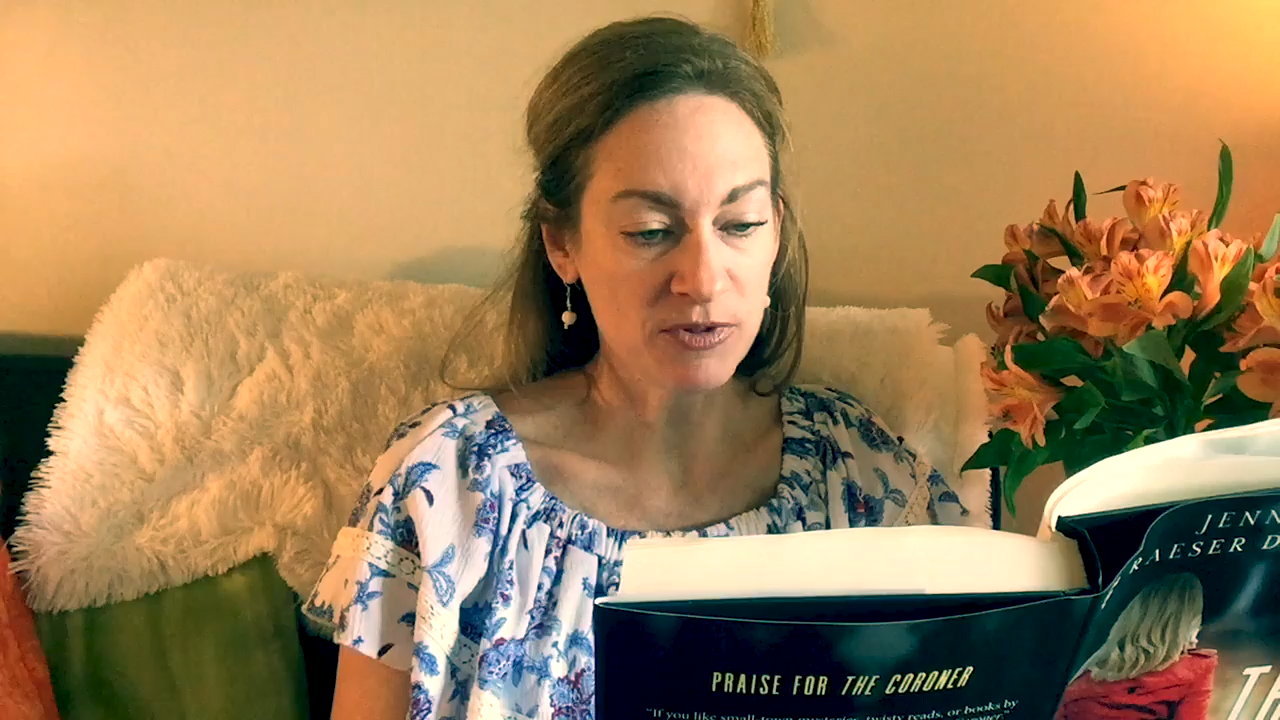 PRAISE FOR THE CORONER
"If you like small-town mysteries, twisty reads, or books by
JENN
RAESER D